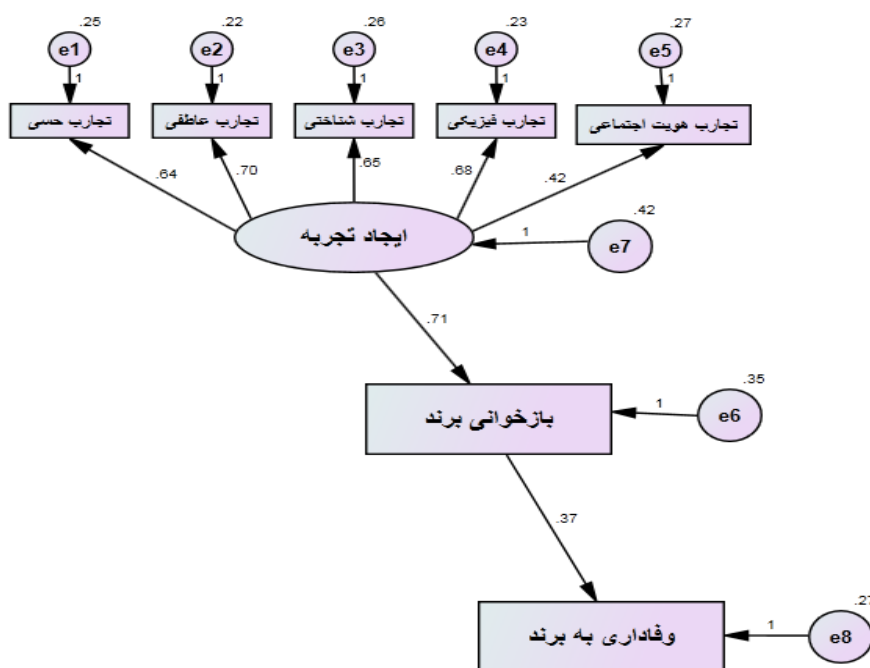 .25
.22
.26
.23
.27
e1
e2
e3
e4
e5
1
1
1
1
1
تجارب حسی
تجارب عاطفی
تجارب شناختی
تجارب فیزیکی
تجارب هویت اجتماعی
.64
.70
.65
.68
.42
.42
ایجاد تجربه
1
e7
.71
.35
بازخوانی برند
1
e6
.37
.27
وفاداری به برند
1
e8